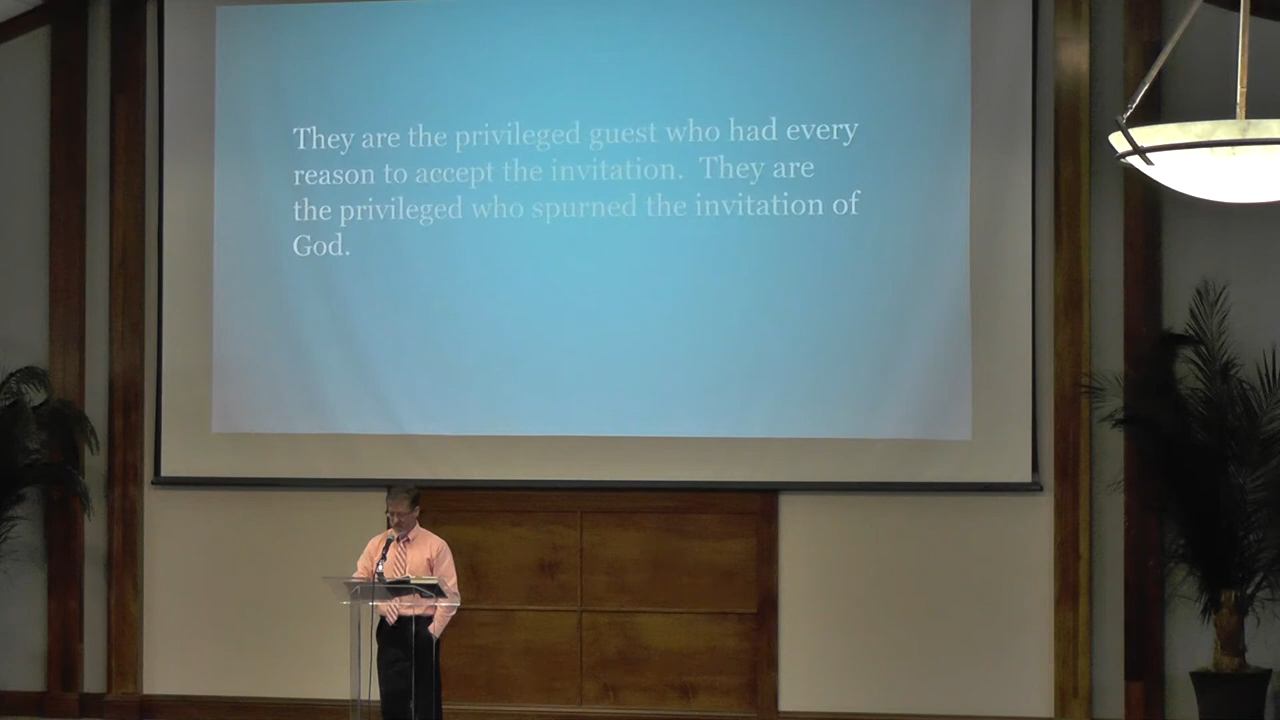 They are the privileged guest who had every
reason to accept the invitation.  They are
the privileged who spurned the invitation of
God.